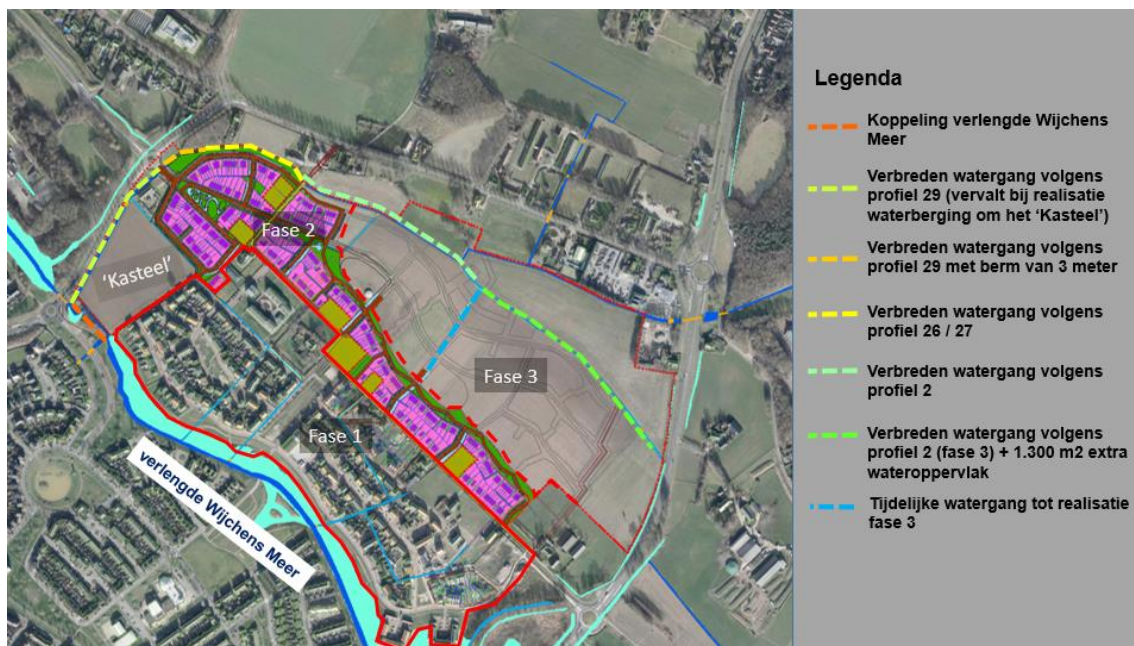 Fase 2
'Kasteel'
Fase 3
Fase 1
verlengde Wijchens Meer
Legenda
Koppeling verlengde Wijchens
Meer
Verbreden watergang volgens
profiel 29 (vervalt bij realisatie
waterberging om het ‘Kasteel’)
Verbreden watergang volgens
profiel 29 met berm van 3 meter
Verbreden watergang volgens
profiel 26 / 27
Verbreden watergang volgens
profiel 2
Verbreden watergang volgens
profiel 2 (fase 3) + 1.300 m2 extra
wateroppervlak
Tijdelijke watergang tot realisatie
fase 3